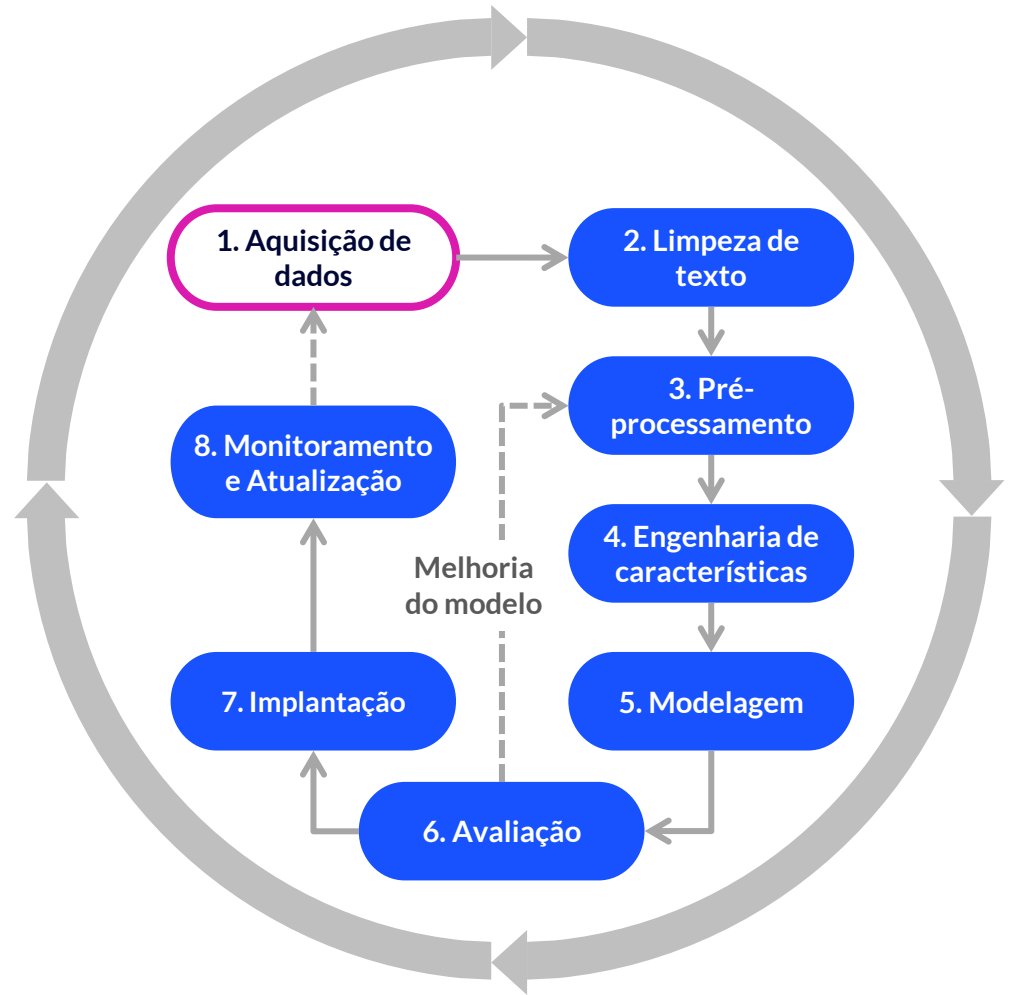 1. Aquisição de
dados
2. Limpeza de
texto
3. Pré-
processamento
4. Engenharia de
características
5. Modelagem
6. Avaliação
7. Implantação
8. Monitoramento
e Atualização
Melhoria
do modelo